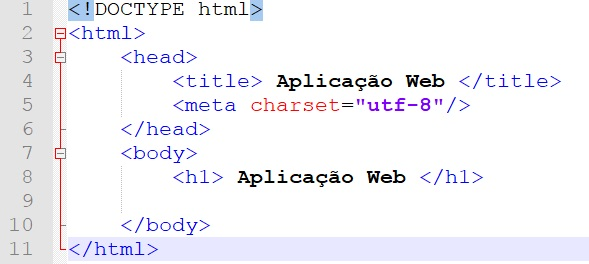 1 <!DOCTYPE html>
2 <html>
3 <head>
4 <title> Aplicação Web </title>
5 <meta charset="utf-8"/>
6 </head>
7 <body>
8 <h1> Aplicação Web </h1>
9
10 </body>
11 </html>